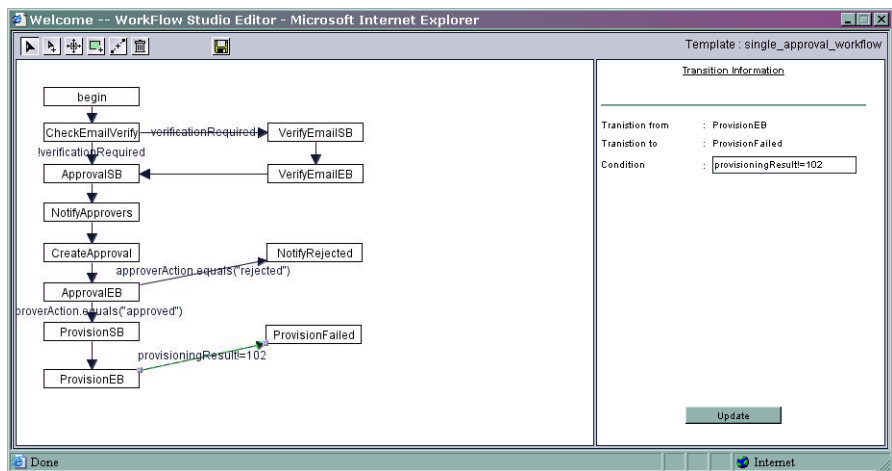 Welcome -- WorkFlow Studio Editor - Microsoft Internet Explorer
Template : single_approval_workflow
Transition Information
begin
CheckEmailVerify
verificationRequired
VerifyEmailSB
!verificationRequired
ApprovalSB
VerifyEmailEB
NotifyApprovers
CreateApproval
NotifyRejected
approverAction.equals("rejected")
ApprovalEB
proverAction.equals("approved")
ProvisionSB
ProvisionFailed
provisioningResult!=102
ProvisionEB
Transistion from : ProvisionEB
Transistion to : ProvisionFailed
Condition : provisioningResult!=102
Update
Done
Internet